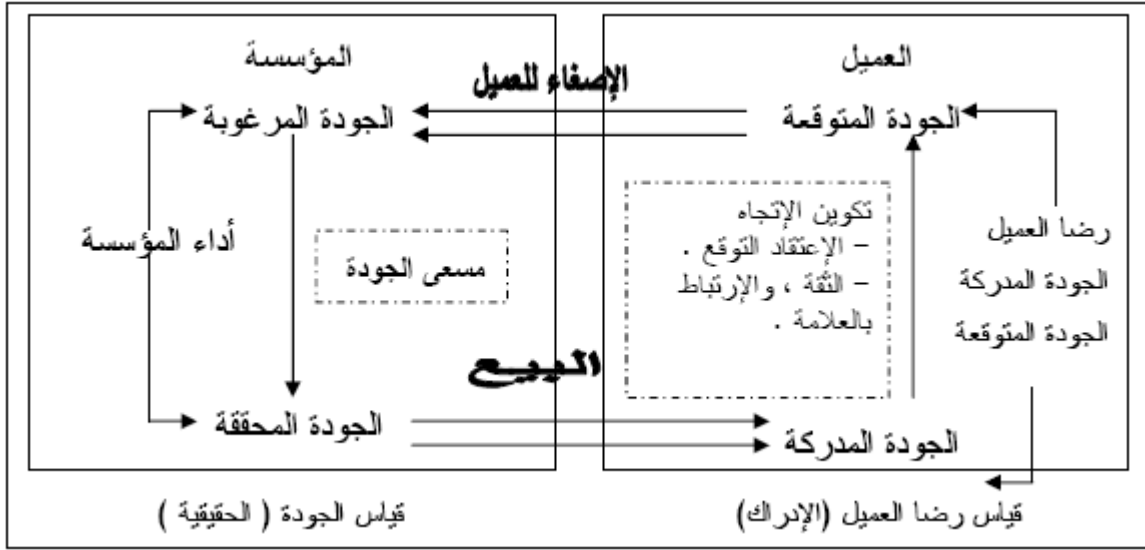 العميل
المؤسسة
الإصغاء للعميل
الجودة المتوقعة
الجودة المرغوبة
تكوين الإتجاه
– الإعتقاد التوقع .
– الثقة ، والإرتباط
بالعلامة .
رضا العميل
الجودة المدركة
الجودة المتوقعة
أداء المؤسسة
مسعى الجودة
البيع
الجودة المدركة
الجودة المحققة
قياس رضا العميل (الإدراك)
قياس الجودة ( الحقيقية )